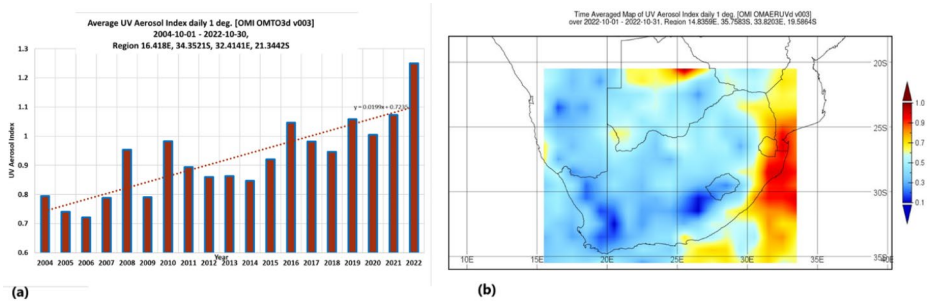 Average UV Aerosol Index daily 1 deg. [OMI OMTO3d v003]
2004-10-01 - 2022-10-30,
Region 16.418E, 34.3521S, 32.4141E, 21.3442S
1.3
1.2
1.1
1
0.9
0.8
0.7
0.6
UV Aerosol Index
y = 0.0199x + 0.7235
2004 2005 2006 2007 2008 2009 2010 2011 2012 2013 2014 2015 2016 2017 2018 2019 2020 2021 2022
Year
(a)
Time Averaged Map of UV Aerosol Index daily 1 deg. [OMI OMAERUVd v003]
over 2022-10-01 - 2022-10-31, Region 14.8359E, 35.7583S, 33.8203E, 19.5864S
20S
25S
30S
35S
10E 15E 20E 25E 30E 35E 40E
1.0
0.9
0.7
0.5
0.3
0.1
(b)